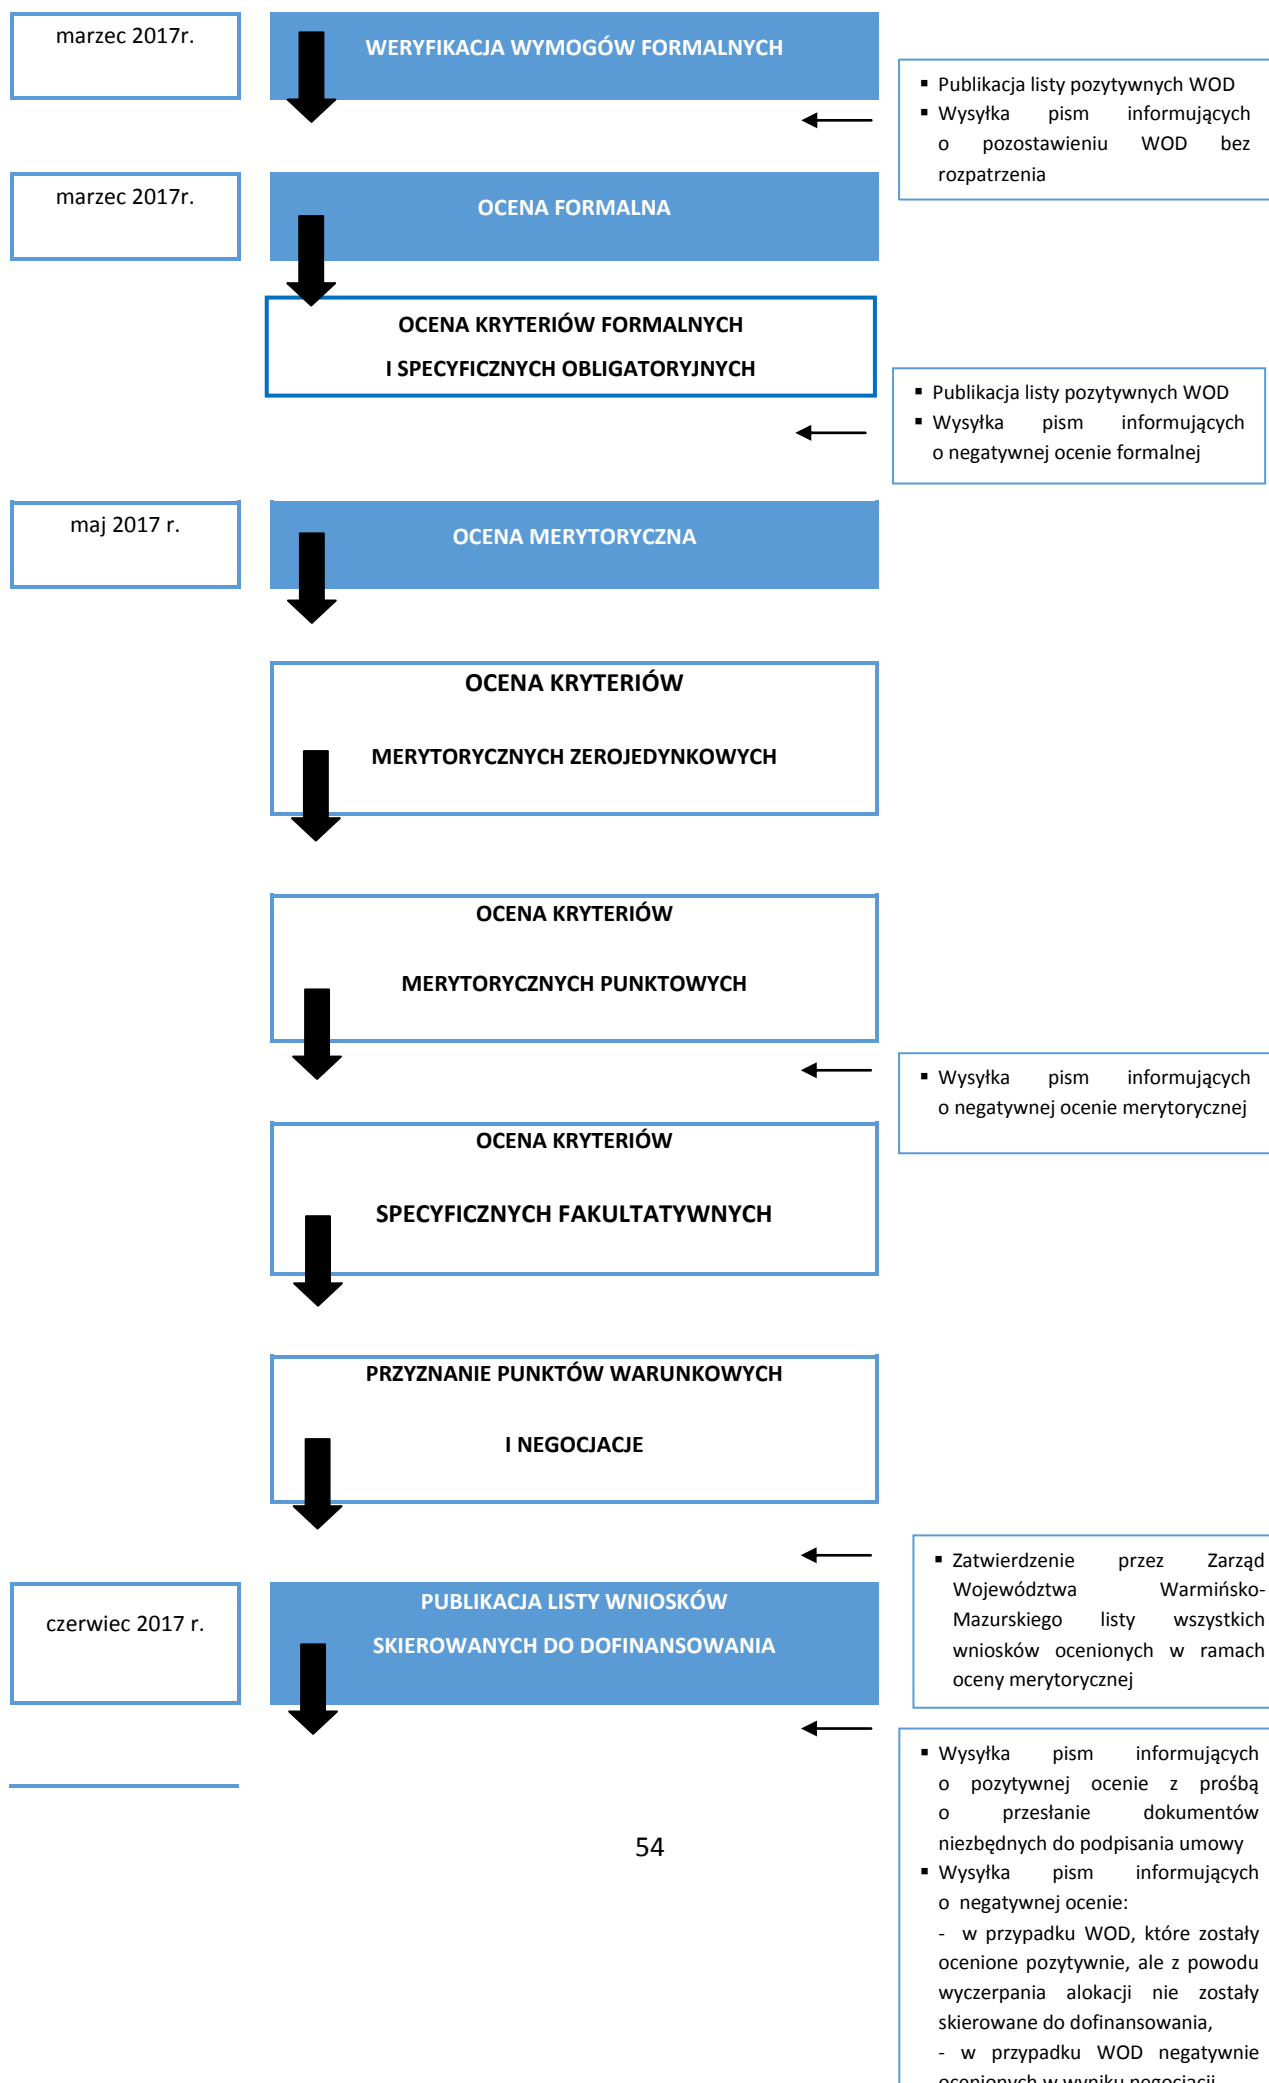 marzec 2017r.
WERYFIKACJA WYMOGÓW FORMALNYCH
▪ Publikacja listy pozytywnych WOD
▪ Wysyłka pism informujących
o pozostawieniu WOD bez
rozpatrzenia
marzec 2017r.
OCENA FORMALNA
OCENA KRYTERIÓW FORMALNYCH
I SPECYFICZNYCH OBLIGATORYJNYCH
▪ Publikacja listy pozytywnych WOD
▪ Wysyłka pism informujących
o negatywnej ocenie formalnej
maj 2017 r.
OCENA MERYTORYCZNA
OCENA KRYTERIÓW
MERYTORYCZNYCH ZEROJEDYNKOWYCH
OCENA KRYTERIÓW
MERYTORYCZNYCH PUNKTOWYCH
▪ Wysyłka pism informujących
o negatywnej ocenie merytorycznej
OCENA KRYTERIÓW
SPECYFICZNYCH FAKULTATYWNYCH
PRZYZNANIE PUNKTÓW WARUNKOWYCH
I NEGOCJACJE
▪ Zatwierdzenie przez Zarząd
Województwa Warmińsko-
Mazurskiego listy wszystkich
wniosków ocenionych w ramach
oceny merytorycznej
czerwiec 2017 r.
PUBLIKACJA LISTY WNIOSKÓW
SKIEROWANYCH DO DOFINANSOWANIA
▪ Wysyłka pism informujących
o pozytywnej ocenie z prośbą
o przesłanie dokumentów
niezbędnych do podpisania umowy
▪ Wysyłka pism informujących
o negatywnej ocenie:
- w przypadku WOD, które zostały
ocenione pozytywnie, ale z powodu
wyczerpania alokacji nie zostały
skierowane do dofinansowania,
- w przypadku WOD negatywnie
ocenionych w wyniku negocjacji
54